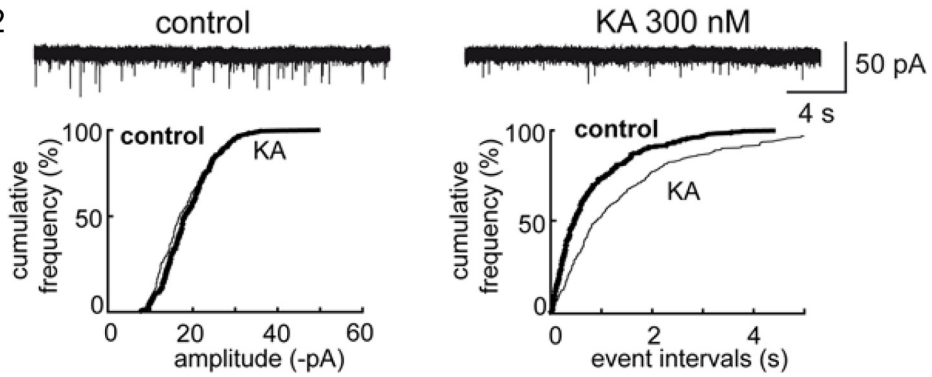 2
control
KA 300 nM
50 pA
4 s
cumulative
frequency (%)
100
50
0
control
KA
0 20 40 60
amplitude (-pA)
cumulative
frequency (%)
100
50
0
control
KA
0 2 4
event intervals (s)